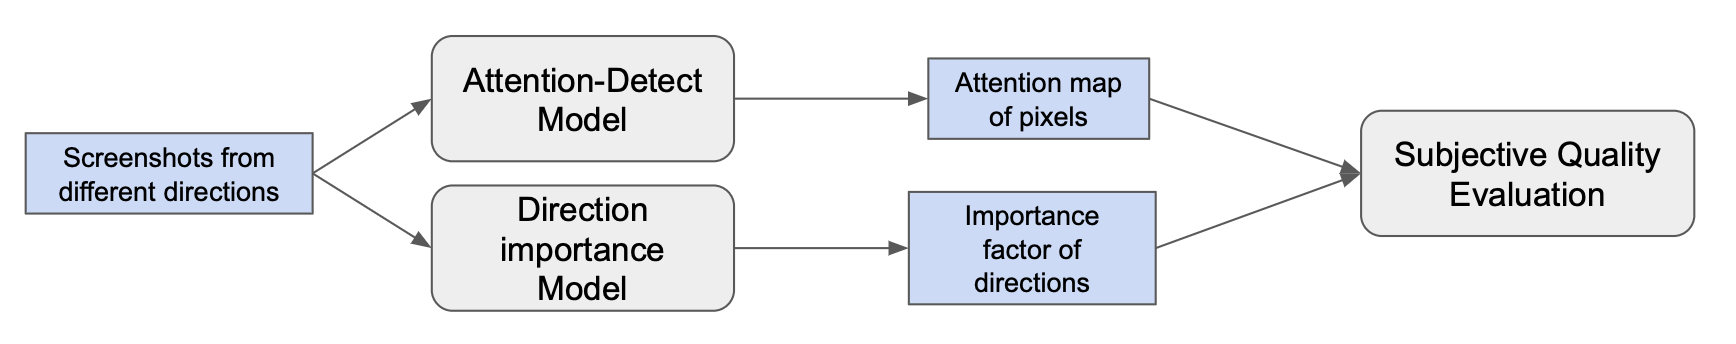 Screenshots from
different directions
Attention-Detect
Model
Direction
importance
Model
Attention map
of pixels
Importance
factor of
directions
Subjective Quality
Evaluation